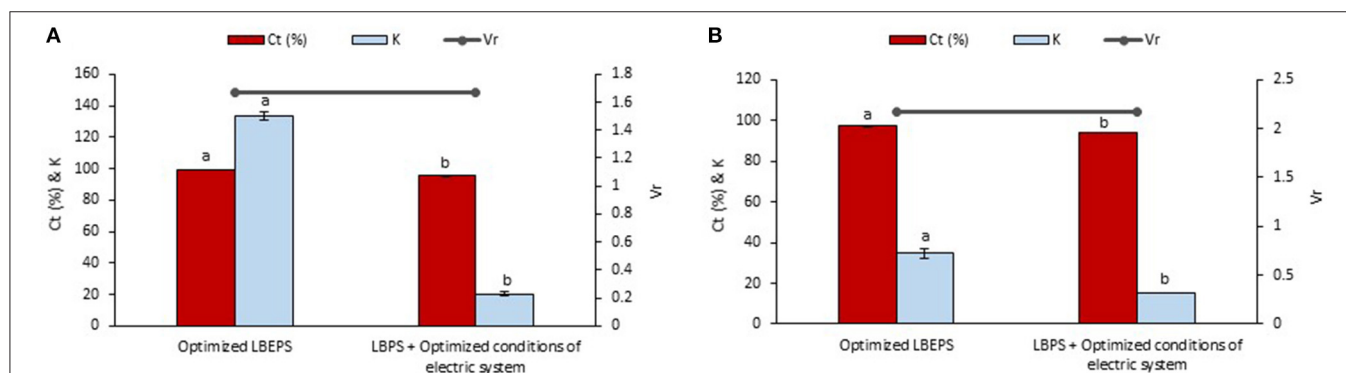 A
Ct (%) K Vr
160
140
120
100
80
60
40
20
0
Ct (%) & K
1.8
1.6
1.4
1.2
1
0.8
0.6
0.4
0.2
0
Vr
a
a
b
b
Optimized LBEPS
LBPS + Optimized conditions of
electric system
B
Ct (%) K Vr
120
100
80
60
40
20
0
Ct (%) & K
2.5
2
1.5
1
0.5
0
Vr
a
a
b
b
Optimized LBEPS
LBPS + Optimized conditions of
electric system